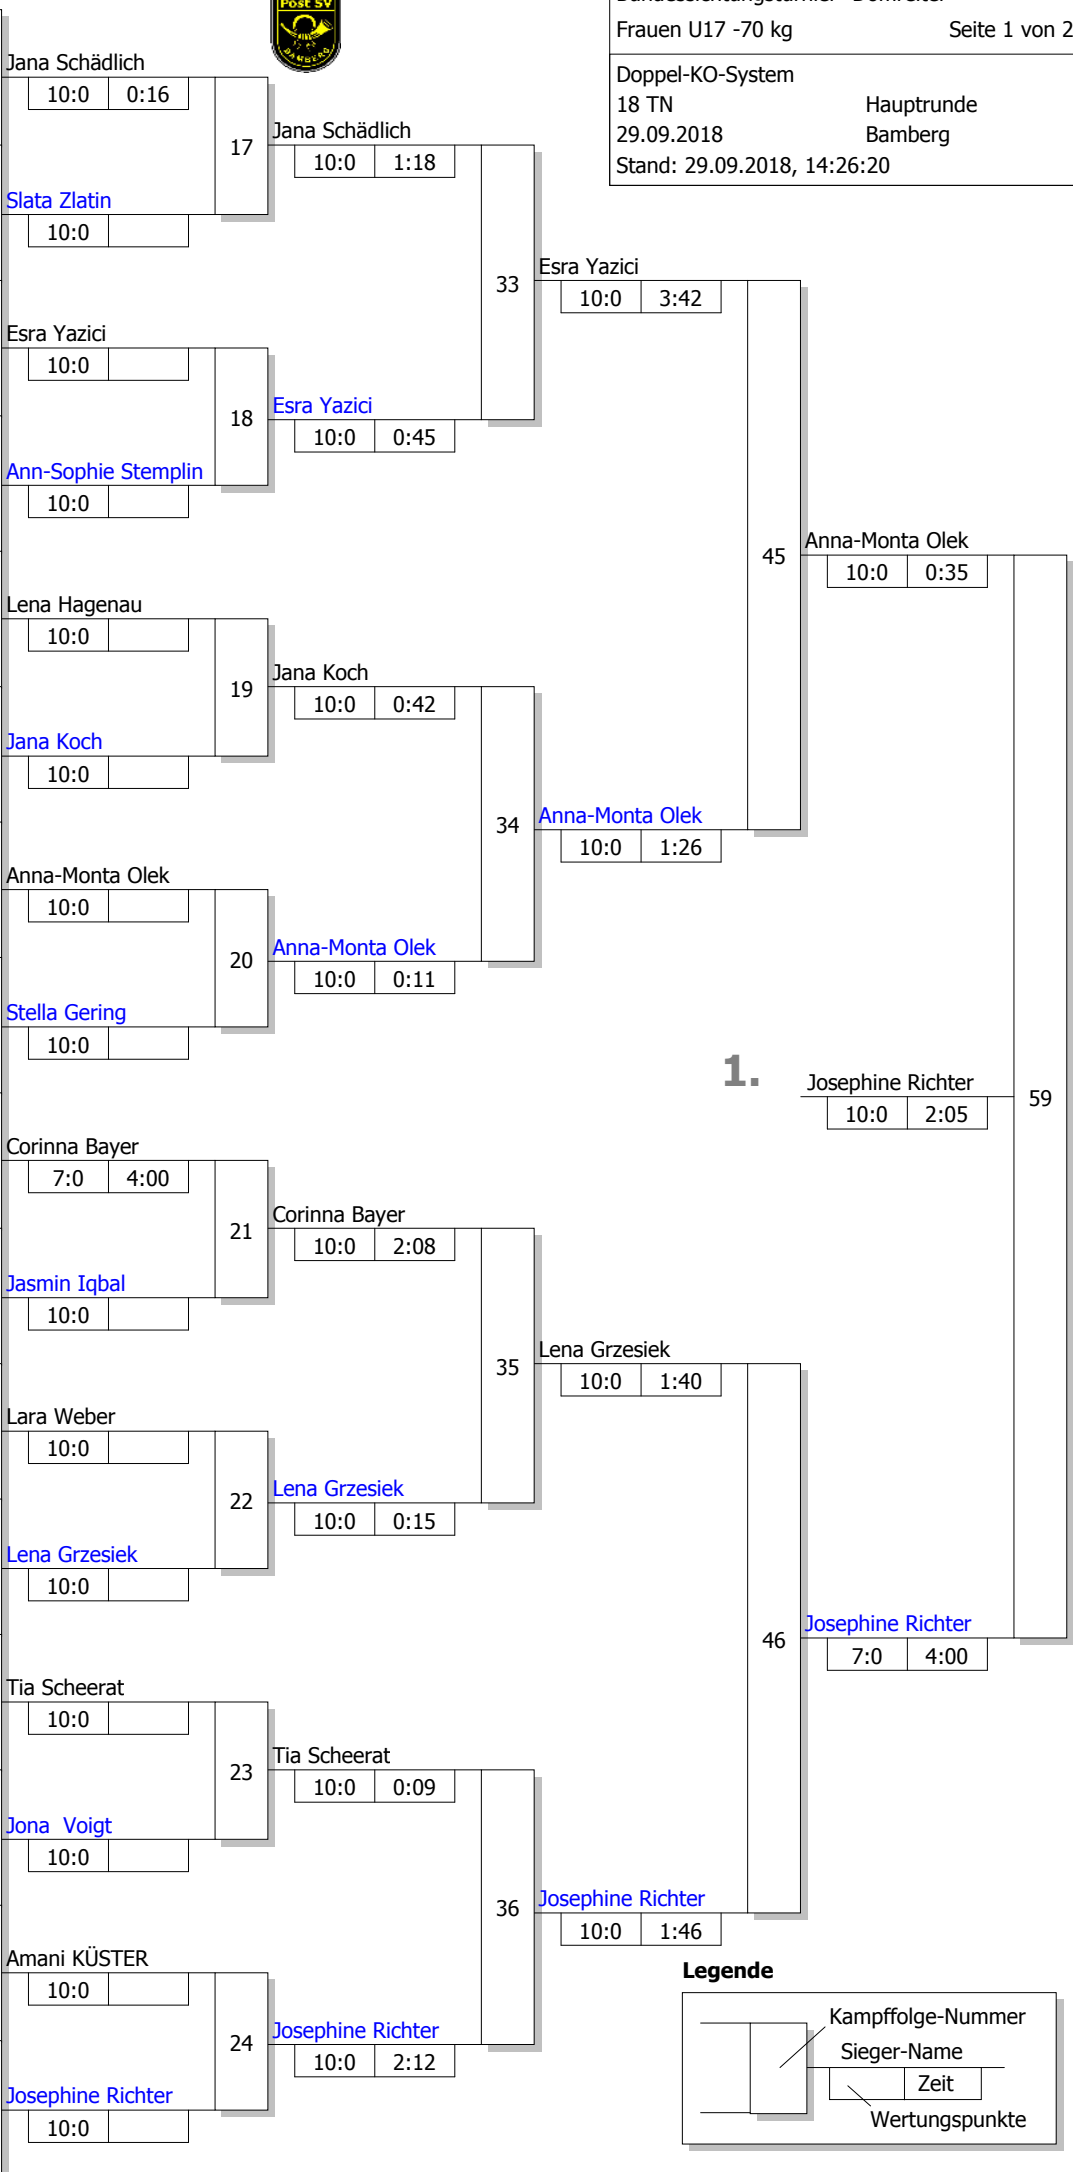 Post SV
BAMBERG
Frauen U17 -70 kg Seite 1 von 2
Doppel-KO-System
18 TN Hauptrunde
29.09.2018 Bamberg
Stand: 29.09.2018, 14:26:20
Jana Schädlich
10:0 0:16
17
Jana Schädlich
10:0 1:18
Slata Zlatin
10:0
33
Esra Yazici
10:0 3:42
Esra Yazici
10:0
18
Esra Yazici
10:0 0:45
Ann-Sophie Stemplin
10:0
45
Anna-Monta Olek
10:0 0:35
Lena Hagenau
10:0
19
Jana Koch
10:0 0:42
Jana Koch
10:0
34
Anna-Monta Olek
10:0 1:26
Anna-Monta Olek
10:0
20
Anna-Monta Olek
10:0 0:11
Stella Gering
10:0
1.
Josephine Richter
10:0 2:05
59
Corinna Bayer
7:0 4:00
21
Corinna Bayer
10:0 2:08
Jasmin Iqbal
10:0
35
Lena Grzesiek
10:0 1:40
Lara Weber
10:0
22
Lena Grzesiek
10:0 0:15
Lena Grzesiek
10:0
46
Josephine Richter
7:0 4:00
Tia Scheerat
10:0
23
Tia Scheerat
10:0 0:09
Jona Voigt
10:0
36
Josephine Richter
10:0 1:46
Amani KÜSTER
10:0
24
Josephine Richter
10:0 2:12
Josephine Richter
10:0
Legende
Kampffolge-Nummer
Sieger-Name
Zeit
Wertungspunkte